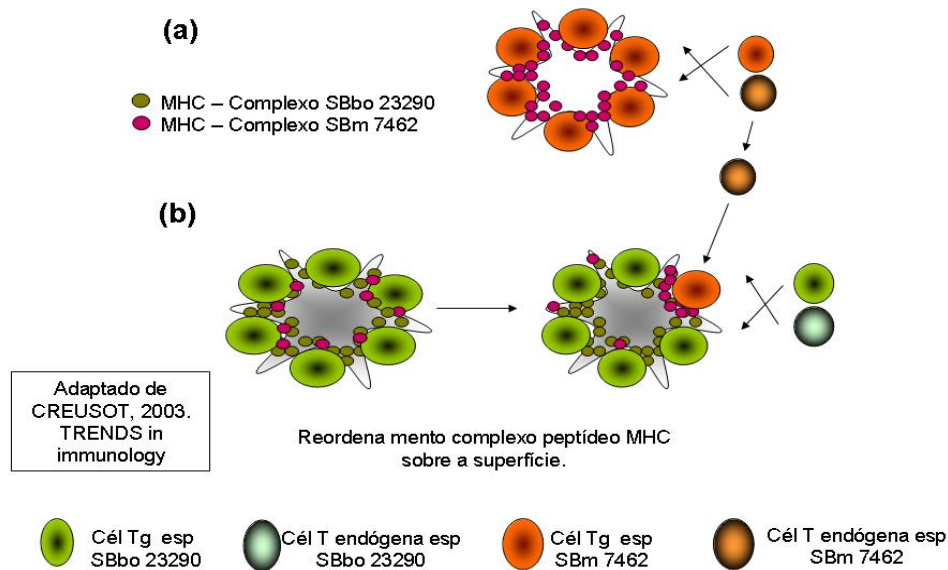 (a)
MHC – Complexo SBbo 23290
MHC – Complexo SBm 7462
(b)
Adaptado de
CREUSOT, 2003.
TRENDS in
immunology
Reordena mento complexo peptídeo MHC
sobre a superfície.
Cél Tg esp
SBbo 23290
Cél T endógena esp
SBbo 23290
Cél Tg esp
SBm 7462
Cél T endógena esp
SBm 7462